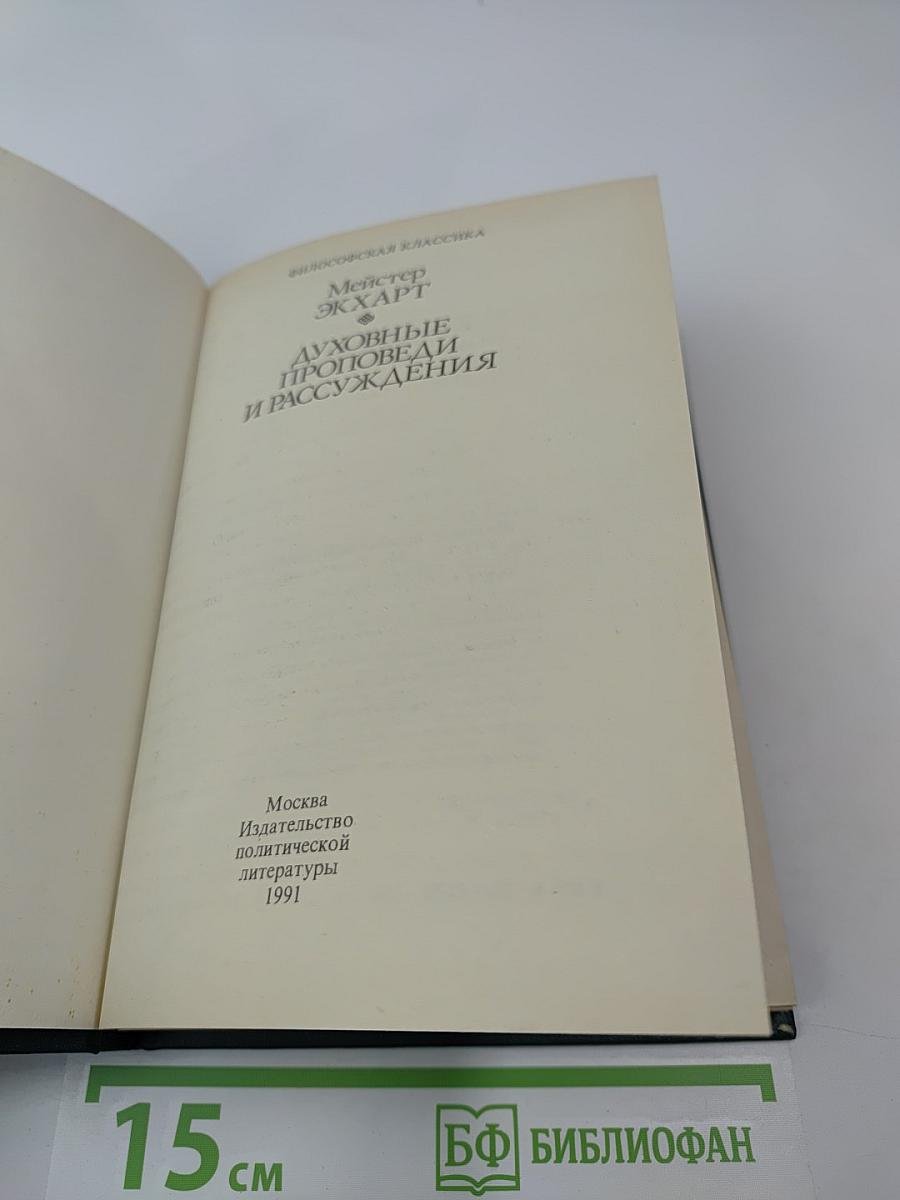 ФИЛОСОФСКАЯ КЛАССИКА
Мейстер
ЭКХАРТ
ДУХОВНЫЕ
ПРОПОВЕДИ
И РАССУЖДЕНИЯ
Москва
Издательство
политической
литературы
1991
15 см
БФ БИБЛИОФАН